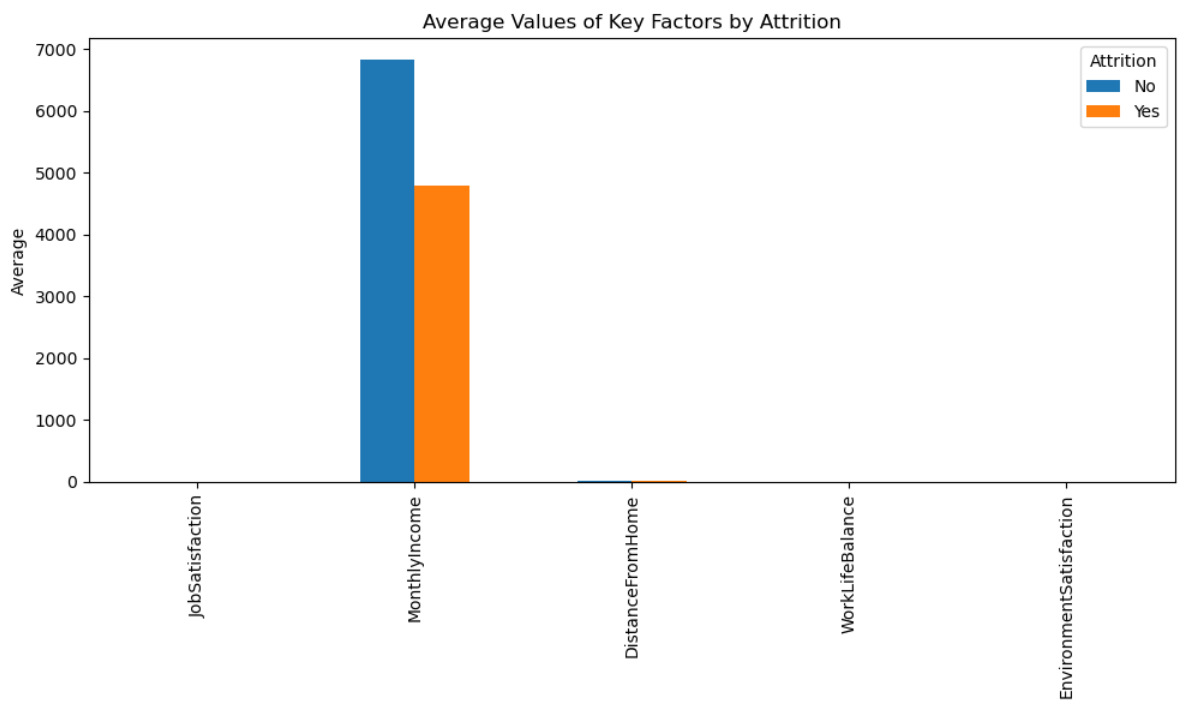 Average Values of Key Factors by Attrition
Attrition
No
Yes
Average
7000
6000
5000
4000
3000
2000
1000
0
JobSatisfaction
MonthlyIncome
DistanceFromHome
WorkLifeBalance
EnvironmentSatisfaction